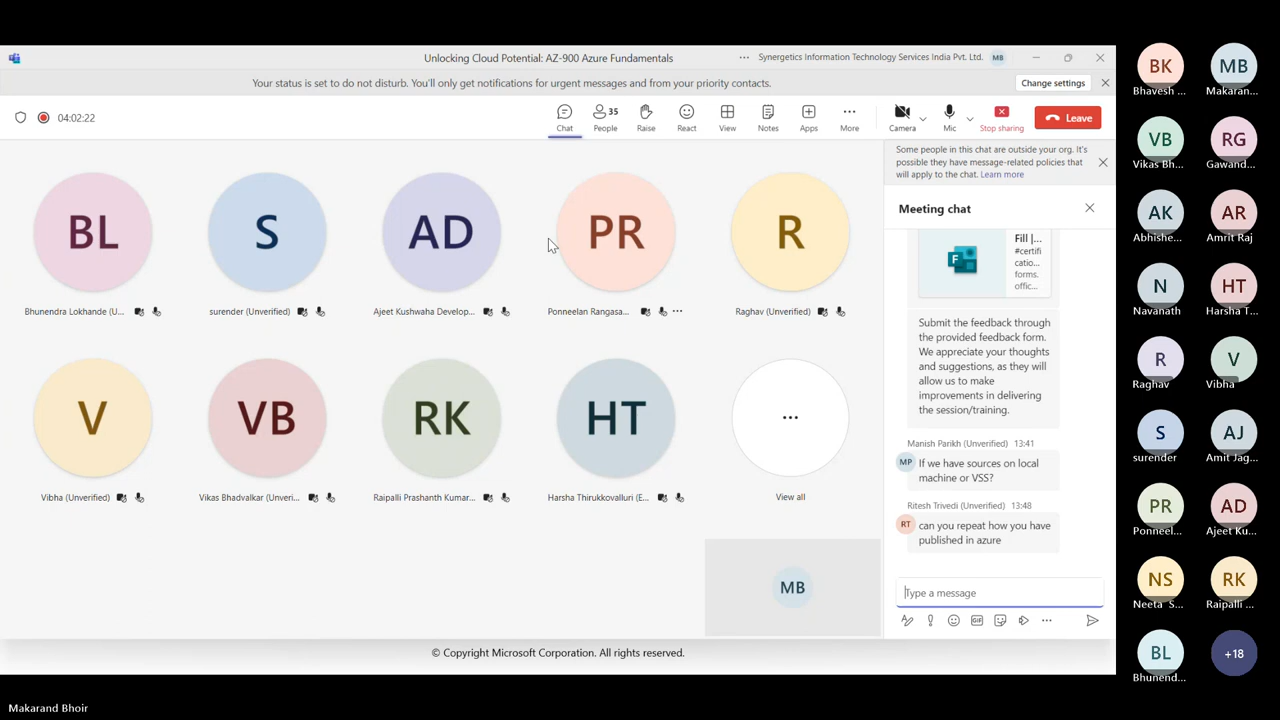 Unlocking Cloud Potential: AZ-900 Azure Fundamentals
Synergetics Information Technology Services India Pvt. Ltd.
MB
Your status is set to do not disturb. You'll only get notifications for urgent messages and from your priority contacts.
Change settings
04:02:22
Chat
35
People
Raise
React
View
Notes
Apps
More
Camera
Mic
Stop sharing
Leave
BL
Bhunendra Lokhande (U...
S
surender (Unverified)
AD
Ajeet Kushwaha Develop...
PR
Ponneelan Rangasa...
R
Raghav (Unverified)
V
Vibha (Unverified)
VB
Vikas Bhadvalkar (Unveri...
RK
Raipalli Prashanth Kumar...
HT
Harsha Thirukkovalluri (E...
View all
MB
Some people in this chat are outside your org. It's
possible they have message-related policies that
will apply to the chat. Learn more
Meeting chat
F
Fill |...
#certifi
catio...
forms.
offic...
Submit the feedback through
the provided feedback form.
We appreciate your thoughts
and suggestions, as they will
allow us to make
improvements in delivering
the session/training.
Manish Parikh (Unverified) 13:41
MP
If we have sources on local
machine or VSS?
Ritesh Trivedi (Unverified) 13:48
RT
can you repeat how you have
published in azure
Type a message
GIF
© Copyright Microsoft Corporation. All rights reserved.
BK
Bhavesh ...
MB
Makaran...
VB
Vikas Bh...
RG
Gawand...
AK
Abhishe...
AR
Amrit Raj
N
Navanath
HT
Harsha T...
R
Raghav
V
Vibha
S
surender
AJ
Amit Jag...
PR
Ponneel...
AD
Ajeet Ku...
NS
Neeta S...
RK
Raipalli ...
BL
Bhunend...
+18
Makarand Bhoir